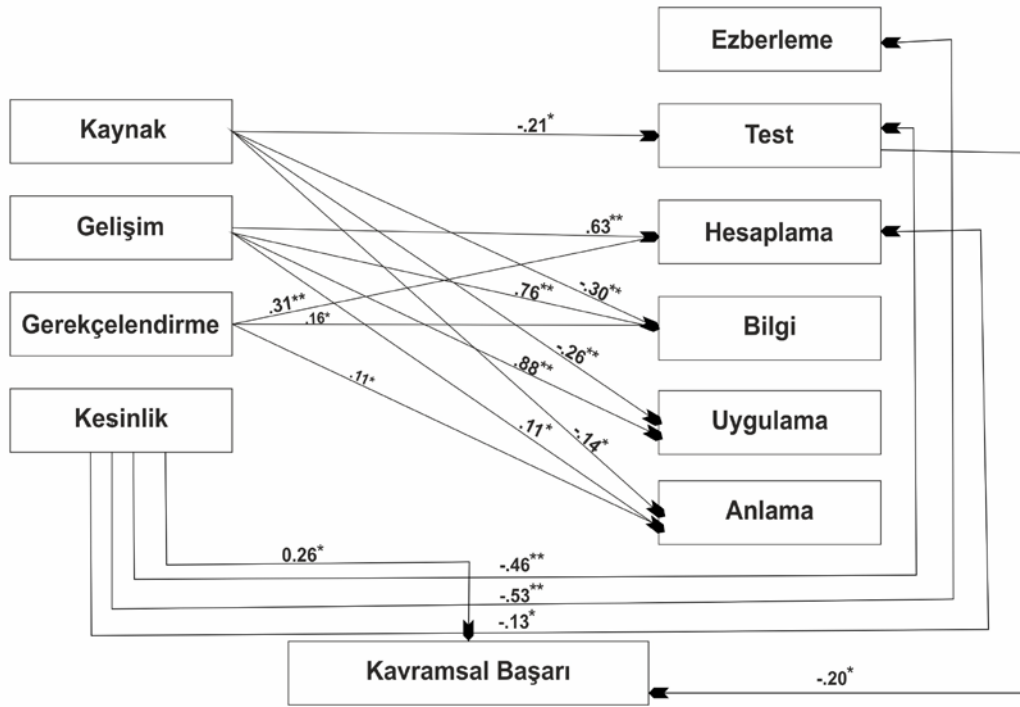 Ezberleme
Kaynak
-.21*
Test
Gelişim
.63**
Hesaplama
Gerekçelendirme
.31**
.16*
.76**
-.30**
Bilgi
Kesinlik
.11*
-.26**
.88**
Uygulama
.11*
-.14*
Anlama
0.26*
-.46**
-.53**
-.13*
Kavramsal Başarı
-.20*